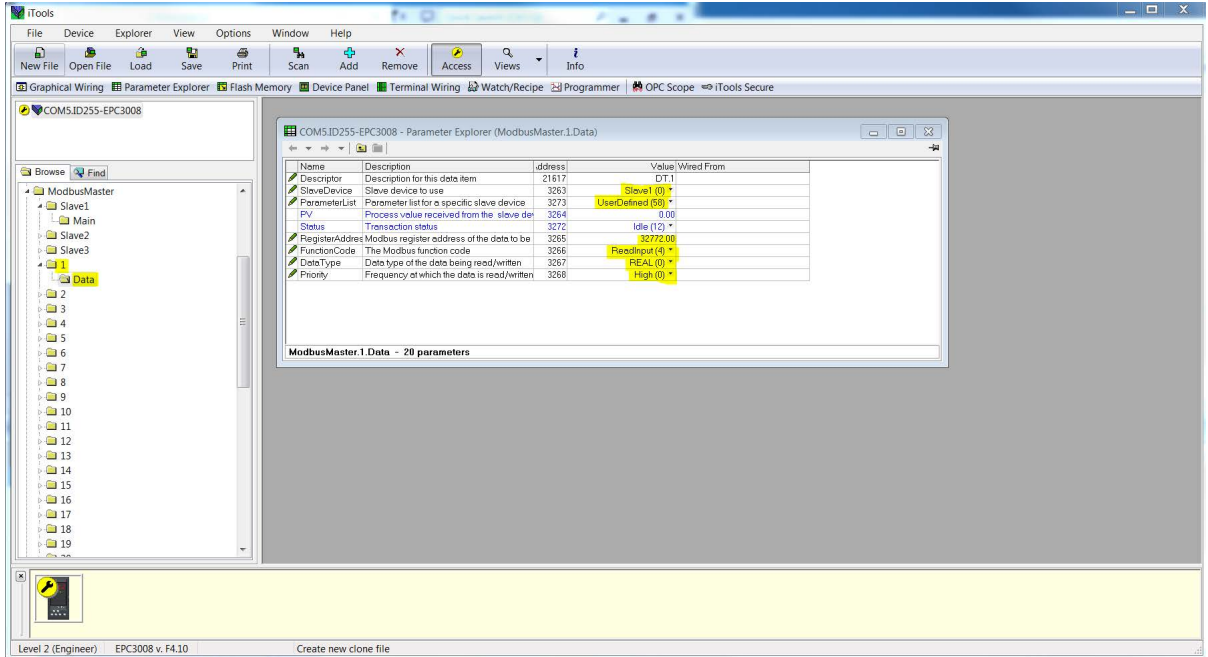 iTools
File Device Explorer View Options Window Help
New File Open File Load Save Print Scan Add Remove Access Views Info
Graphical Wiring Parameter Explorer Flash Memory Device Panel Terminal Wiring Watch/Recipe Programmer OPC Scope iTools Secure
COM5.ID255-EPC3008
Browse Find
ModbusMaster
Slave1
Main
Slave2
Slave3
1
Data
2
3
4
5
6
7
8
9
10
11
12
13
14
15
16
17
18
19
COM5.ID255-EPC3008 - Parameter Explorer (ModbusMaster.1.Data)
Name Description ddress Value Wired From
Descriptor Description for this data item 21617 DT.1
SlaveDevice Slave device to use 3263 Slave1 (0)
ParameterList Parameter list for a specific slave device 3273 UserDefined (58)
PV Process value received from the slave dev 3264 0.00
Status Transaction status 3272 Idle (12)
RegisterAddres Modbus register address of the data to be 3265 32772.00
FunctionCode The Modbus function code 3266 ReadInput (4)
DataType Data type of the data being read/written 3267 REAL (0)
Priority Frequency at which the data is read/written 3268 High (0)
ModbusMaster.1.Data - 20 parameters
Level 2 (Engineer) EPC3008 v. F4.10 Create new clone file